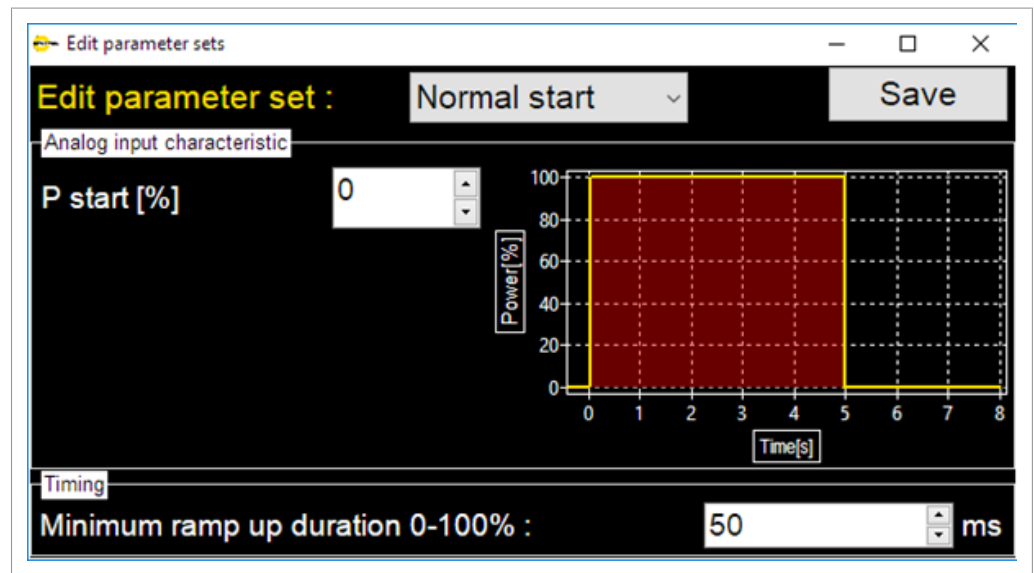 Edit parameter sets
Edit parameter set : Normal start Save
Analog input characteristic
P start [%] 0
100
80
60
40
20
0
Power[%]
0 1 2 3 4 5 6 7 8
Time[s]
Timing
Minimum ramp up duration 0-100% : 50 ms